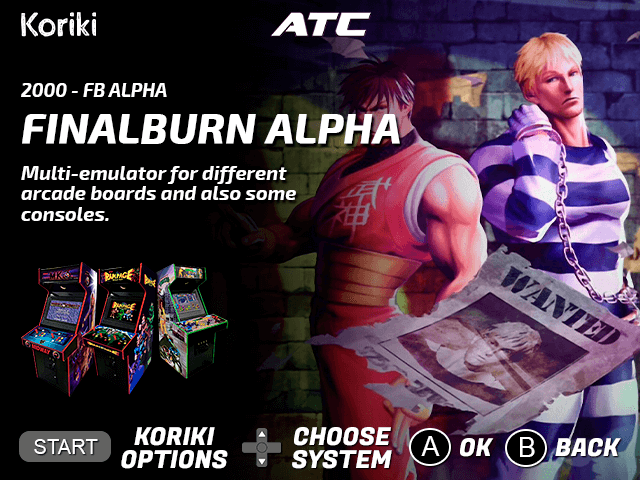 Koriki
ATC
2000 - FB ALPHA
FINALBURN ALPHA
Multi-emulator for different
arcade boards and also some
consoles.
RAMPAGE
WANTED
START
KORIKI
OPTIONS
CHOOSE
SYSTEM
A
OK
B
BACK